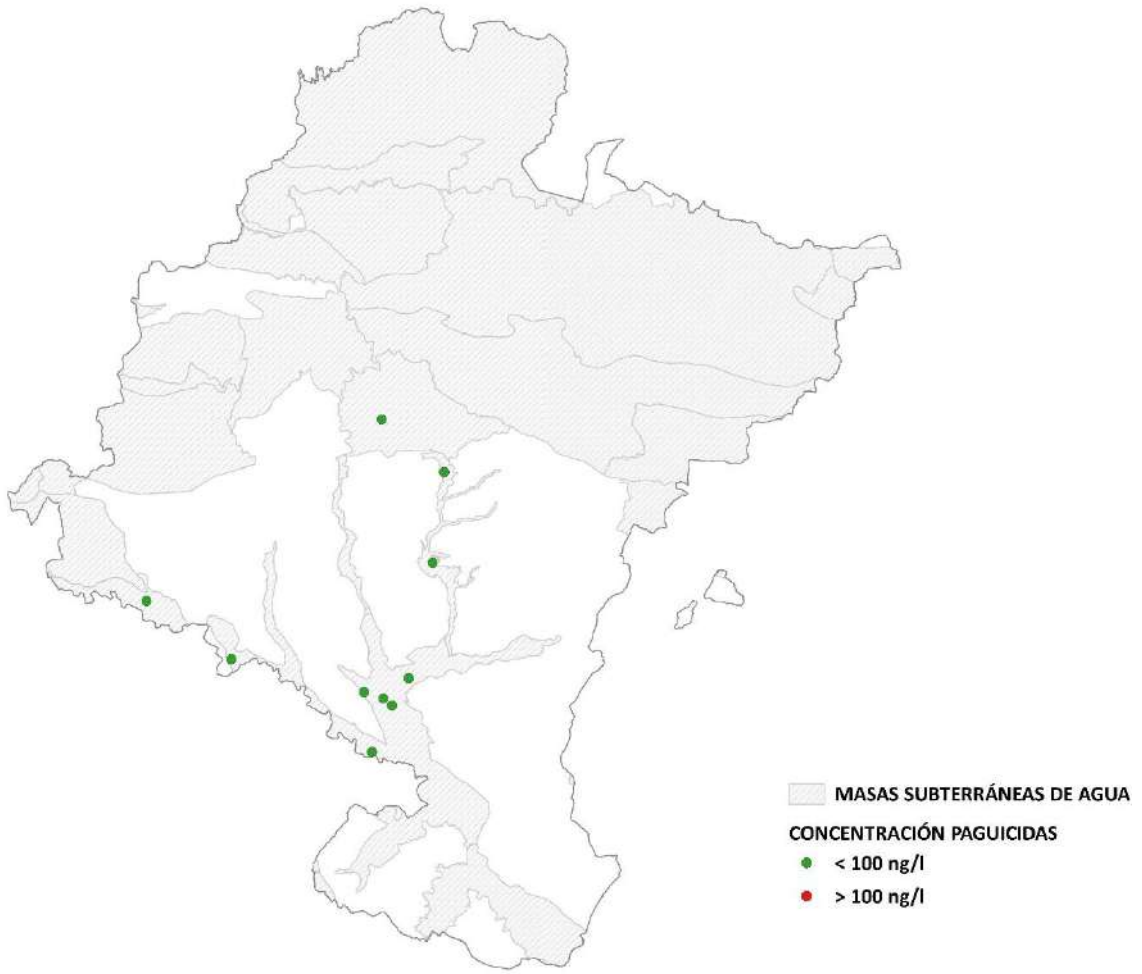 MASAS SUBTERRÁNEAS DE AGUA
CONCENTRACIÓN PAGUICIDAS
< 100 ng/l
> 100 ng/l